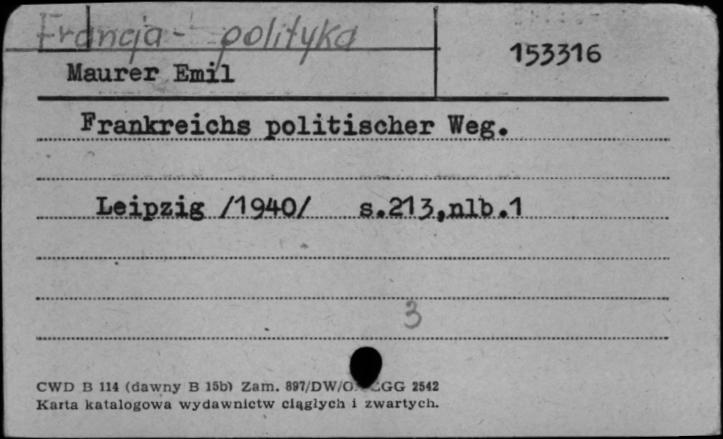 Francja - polityka
153316
Maurer Emil
Frankreichs politischer Weg.
Leipzig /1940/ s.213,nlb.1
3
CWD B 114 (dawny B 15b) Zam. 897/DW/O GG 2542
Karta katalogowa wydawnictw ciągłych i zwartych.